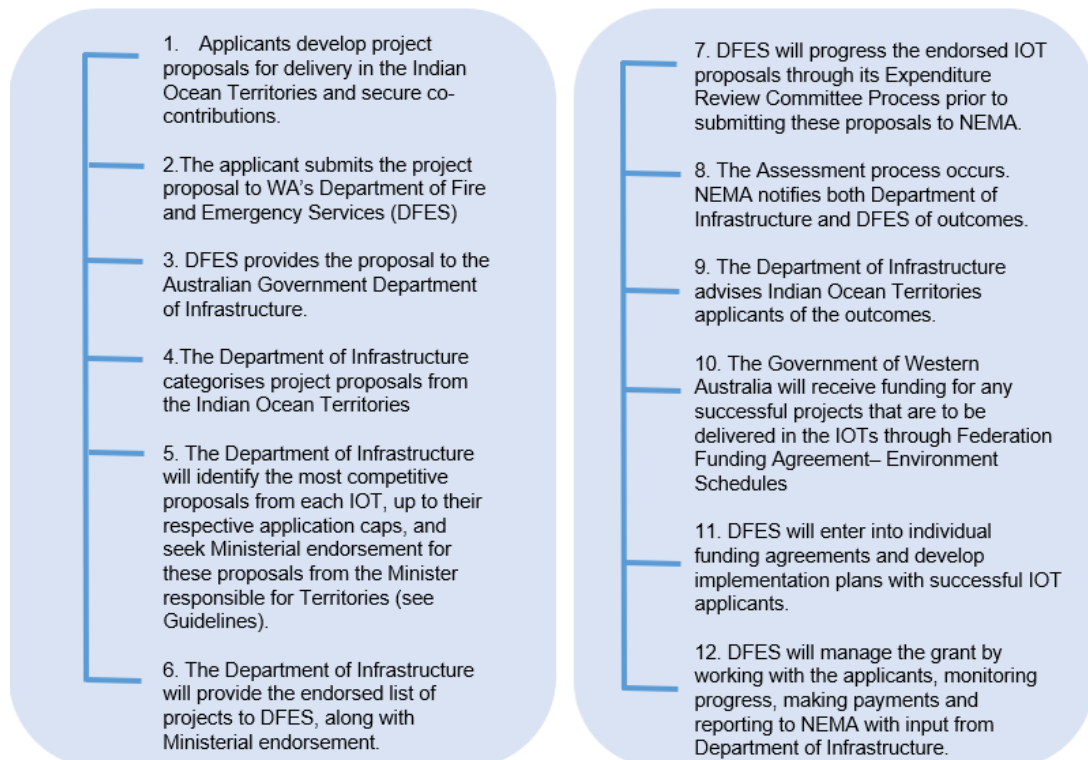 1. Applicants develop project
proposals for delivery in the Indian
Ocean Territories and secure co-
contributions.
2.The applicant submits the project
proposal to WA's Department of Fire
and Emergency Services (DFES)
3. DFES provides the proposal to the
Australian Government Department
of Infrastructure.
4.The Department of Infrastructure
categorises project proposals from
the Indian Ocean Territories
5. The Department of Infrastructure
will identify the most competitive
proposals from each IOT, up to their
respective application caps, and
seek Ministerial endorsement for
these proposals from the Minister
responsible for Territories (see
Guidelines).
6. The Department of Infrastructure
will provide the endorsed list of
projects to DFES, along with
Ministerial endorsement.
7. DFES will progress the endorsed IOT
proposals through its Expenditure
Review Committee Process prior to
submitting these proposals to NEMA.
8. The Assessment process occurs.
NEMA notifies both Department of
Infrastructure and DFES of outcomes.
9. The Department of Infrastructure
advises Indian Ocean Territories
applicants of the outcomes.
10. The Government of Western
Australia will receive funding for any
successful projects that are to be
delivered in the IOTs through Federation
Funding Agreement– Environment
Schedules
11. DFES will enter into individual
funding agreements and develop
implementation plans with successful IOT
applicants.
12. DFES will manage the grant by
working with the applicants, monitoring
progress, making payments and
reporting to NEMA with input from
Department of Infrastructure.